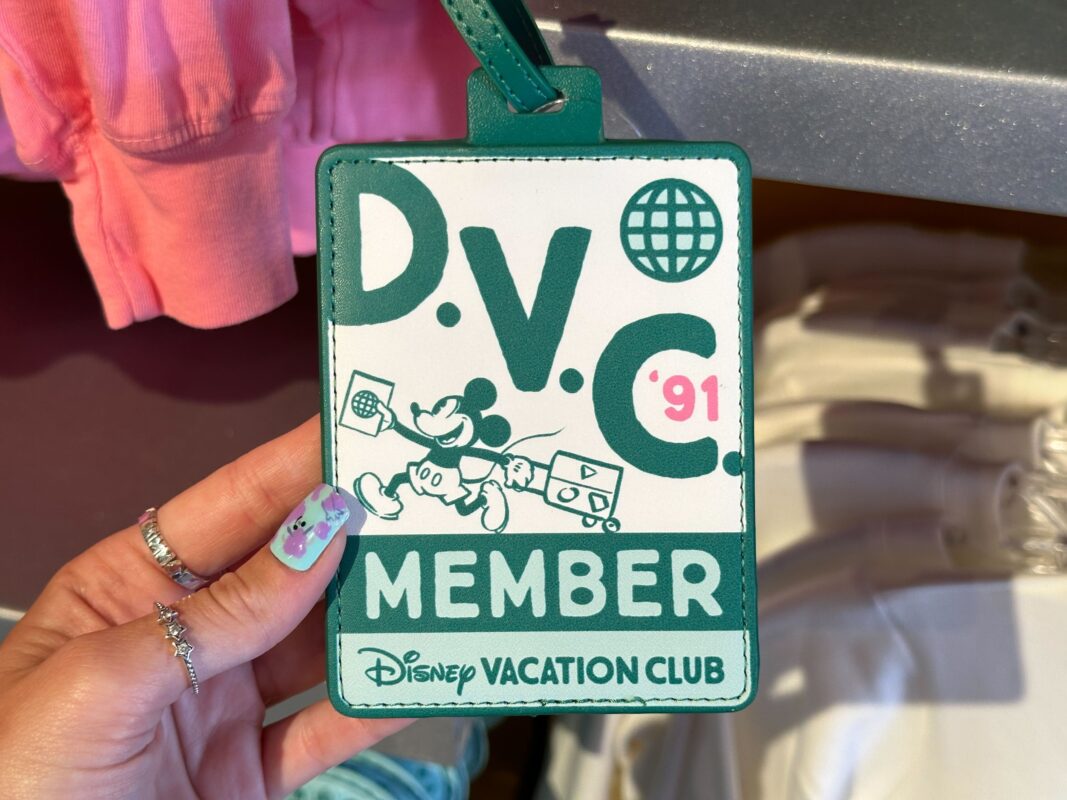 D.V.C.
'91
MEMBER
Disney VACATION CLUB